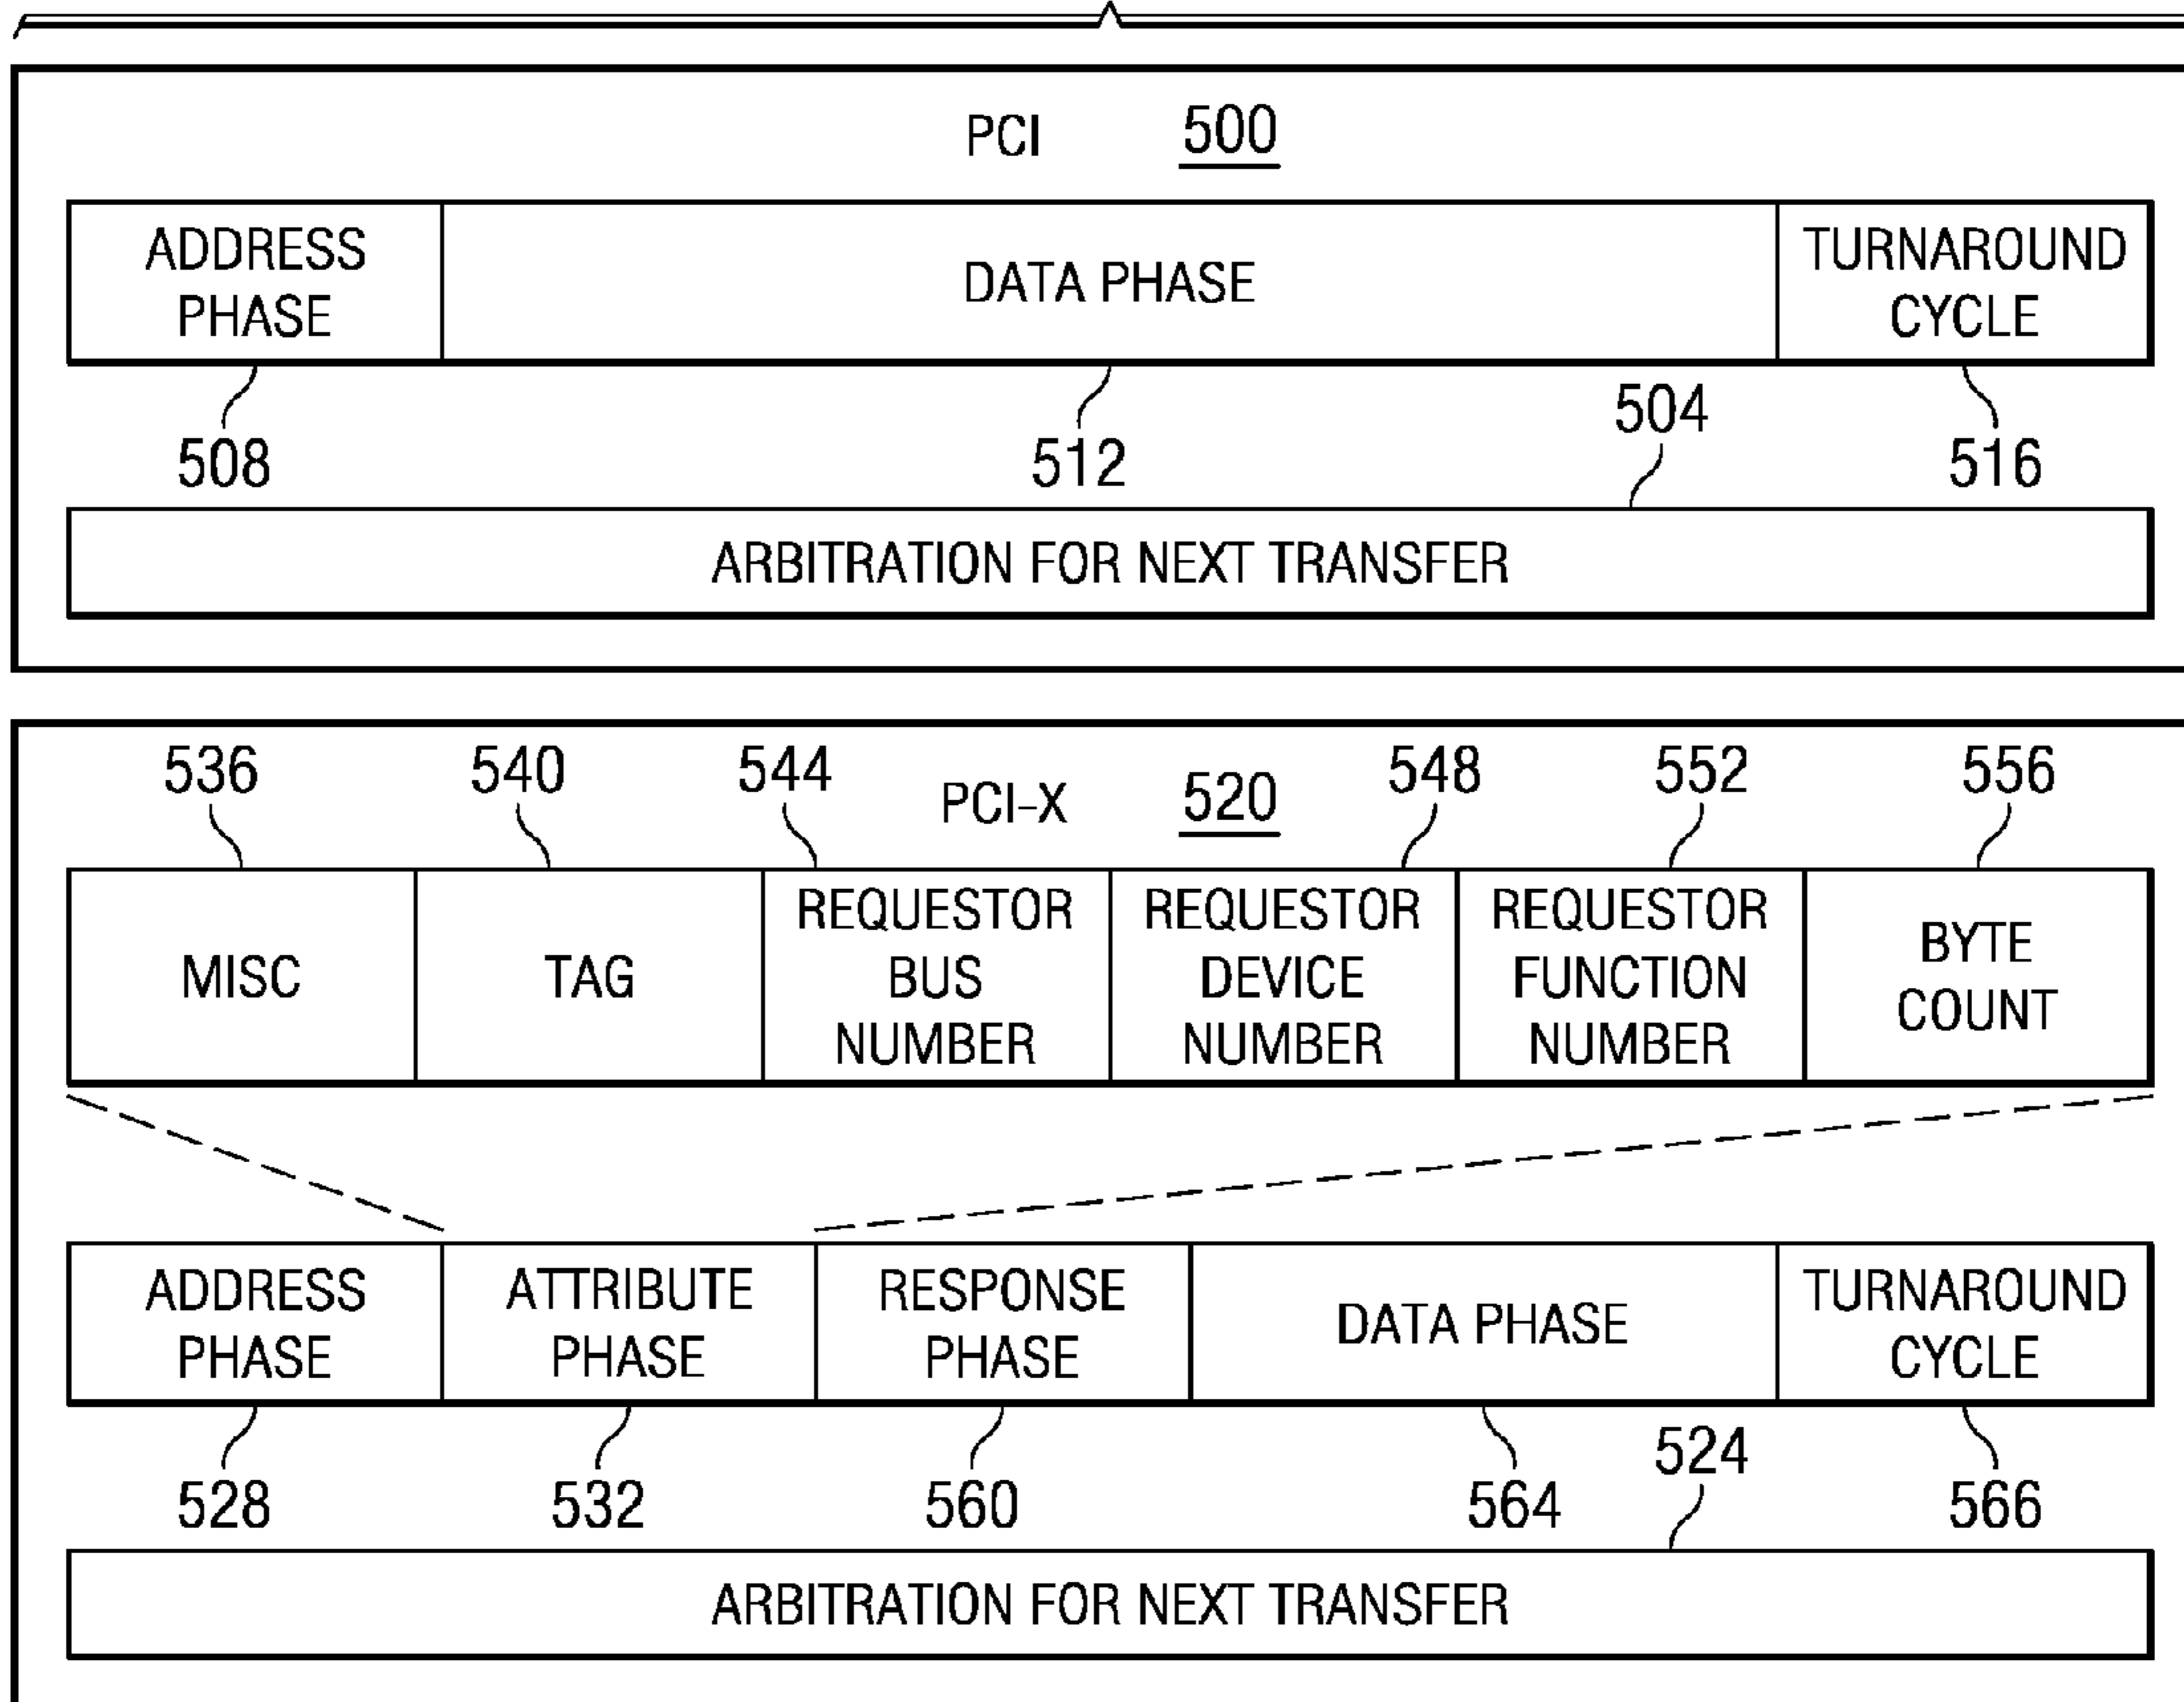 PCI 500
ADDRESS PHASE
DATA PHASE
TURNAROUND CYCLE
508
512
504
516
ARBITRATION FOR NEXT TRANSFER
536
540
544
PCI-X 520
548
552
556
MISC
TAG
REQUESTOR BUS NUMBER
REQUESTOR DEVICE NUMBER
REQUESTOR FUNCTION NUMBER
BYTE COUNT
ADDRESS PHASE
ATTRIBUTE PHASE
RESPONSE PHASE
DATA PHASE
TURNAROUND CYCLE
528
532
560
564
524
566
ARBITRATION FOR NEXT TRANSFER